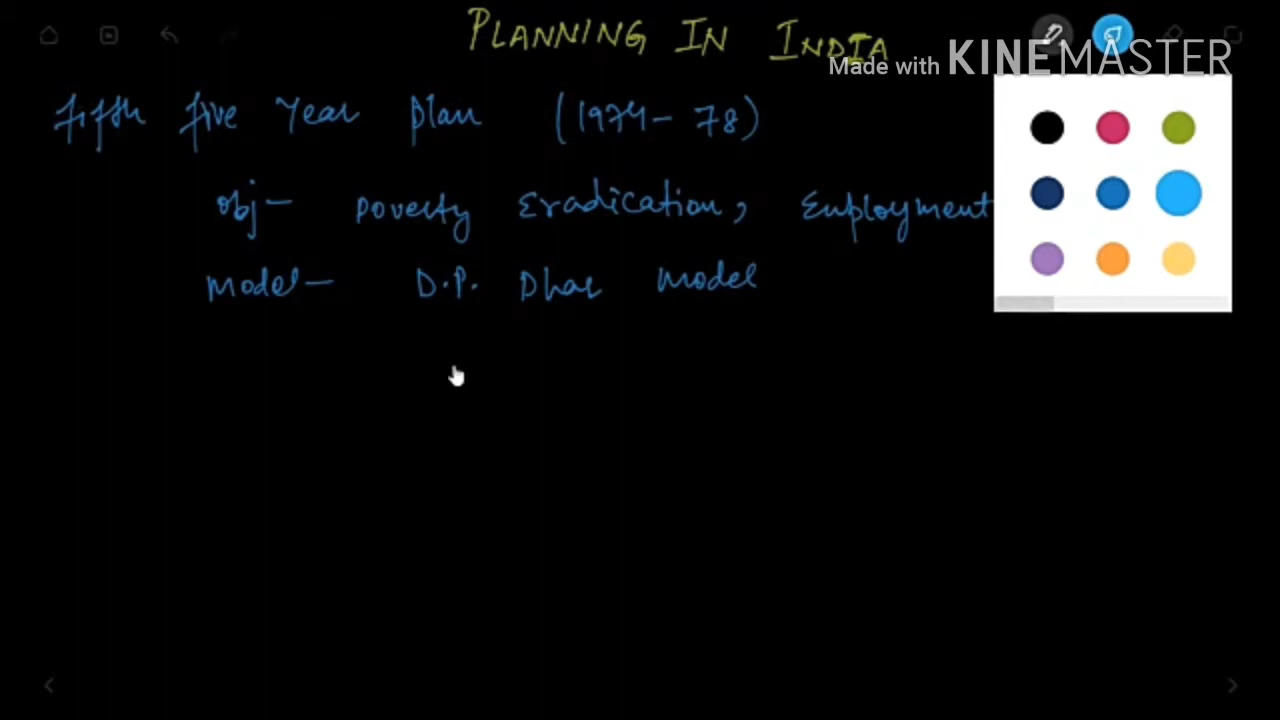 PLANNING IN INDIA
Made with KINEMASTER
Fifth five Year Plan (1974-78)
obj- Poverty Eradication, Employment
Model- D.P. Dhar Model